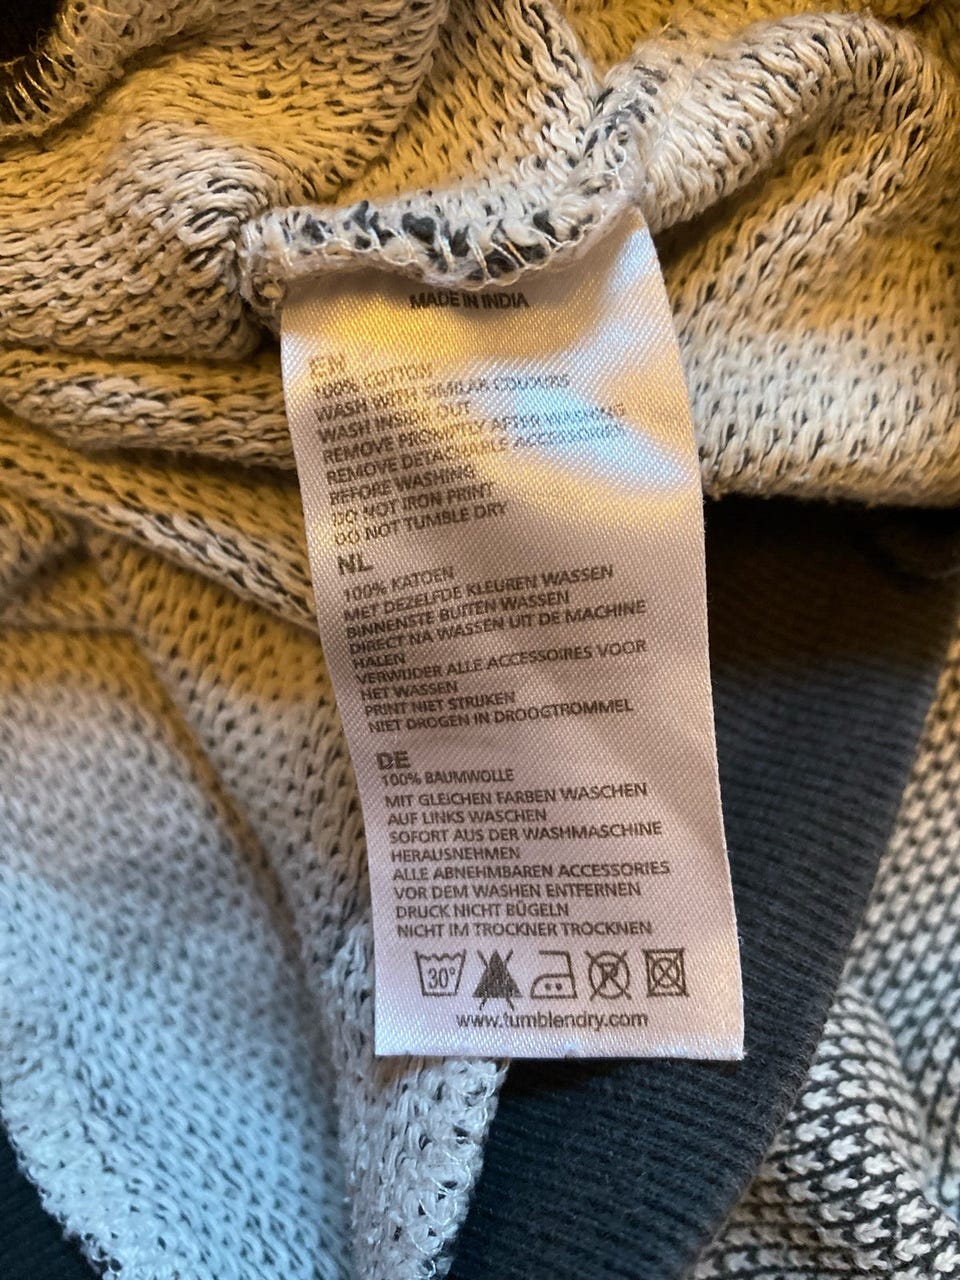 MADE IN INDIA
EN
100% COTTON
WASH WITH SIMILAR COLOURS
WASH INSIDE OUT
REMOVE PROMPTLY AFTER WASHING
REMOVE DETACHABLE ACCESSORIES
BEFORE WASHING
DO NOT IRON PRINT
DO NOT TUMBLE DRY
NL
100% KATOEN
MET DEZELFDE KLEUREN WASSEN
BINNENSTE BUITEN WASSEN
DIRECT NA WASSEN UIT DE MACHINE
HALEN
VERWIJDER ALLE ACCESSOIRES VOOR
HET WASSEN
PRINT NIET STRIJKEN
NIET DROGEN IN DROOGTROMMEL
DE
100% BAUMWOLLE
MIT GLEICHEN FARBEN WASCHEN
AUF LINKS WASCHEN
SOFORT AUS DER WASHMASCHINE
HERAUSNEHMEN
ALLE ABNEHMBAREN ACCESSORIES
VOR DEM WASHEN ENTFERNEN
DRUCK NICHT BÜGELN
NICHT IM TROCKNER TROCKNEN
30° P
www.tumblendry.com